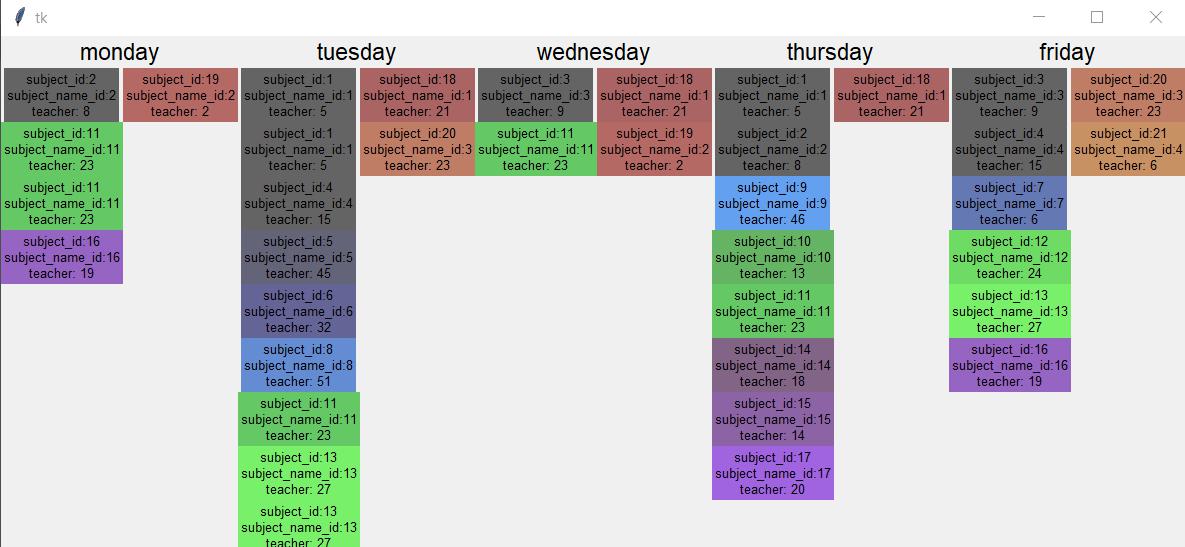 tk
monday
tuesday
wednesday
thursday
friday
subject_id:2
subject_name_id:2
teacher: 8
subject_id:11
subject_name_id:11
teacher: 23
subject_id:11
subject_name_id:11
teacher: 23
subject_id:16
subject_name_id:16
teacher: 19
subject_id:19
subject_name_id:2
teacher: 2
subject_id:1
subject_name_id:1
teacher: 5
subject_id:1
subject_name_id:1
teacher: 5
subject_id:4
subject_name_id:4
teacher: 15
subject_id:5
subject_name_id:5
teacher: 45
subject_id:6
subject_name_id:6
teacher: 32
subject_id:8
subject_name_id:8
teacher: 51
subject_id:11
subject_name_id:11
teacher: 23
subject_id:13
subject_name_id:13
teacher: 27
subject_id:13
subject_name_id:13
teacher: 27
subject_id:18
subject_name_id:1
teacher: 21
subject_id:20
subject_name_id:3
teacher: 23
subject_id:3
subject_name_id:3
teacher: 9
subject_id:11
subject_name_id:11
teacher: 23
subject_id:18
subject_name_id:1
teacher: 21
subject_id:19
subject_name_id:2
teacher: 2
subject_id:1
subject_name_id:1
teacher: 5
subject_id:2
subject_name_id:2
teacher: 8
subject_id:9
subject_name_id:9
teacher: 46
subject_id:10
subject_name_id:10
teacher: 13
subject_id:11
subject_name_id:11
teacher: 23
subject_id:14
subject_name_id:14
teacher: 18
subject_id:15
subject_name_id:15
teacher: 14
subject_id:17
subject_name_id:17
teacher: 20
subject_id:18
subject_name_id:1
teacher: 21
subject_id:3
subject_name_id:3
teacher: 9
subject_id:4
subject_name_id:4
teacher: 15
subject_id:7
subject_name_id:7
teacher: 6
subject_id:12
subject_name_id:12
teacher: 24
subject_id:13
subject_name_id:13
teacher: 27
subject_id:16
subject_name_id:16
teacher: 19
subject_id:20
subject_name_id:3
teacher: 23
subject_id:21
subject_name_id:4
teacher: 6